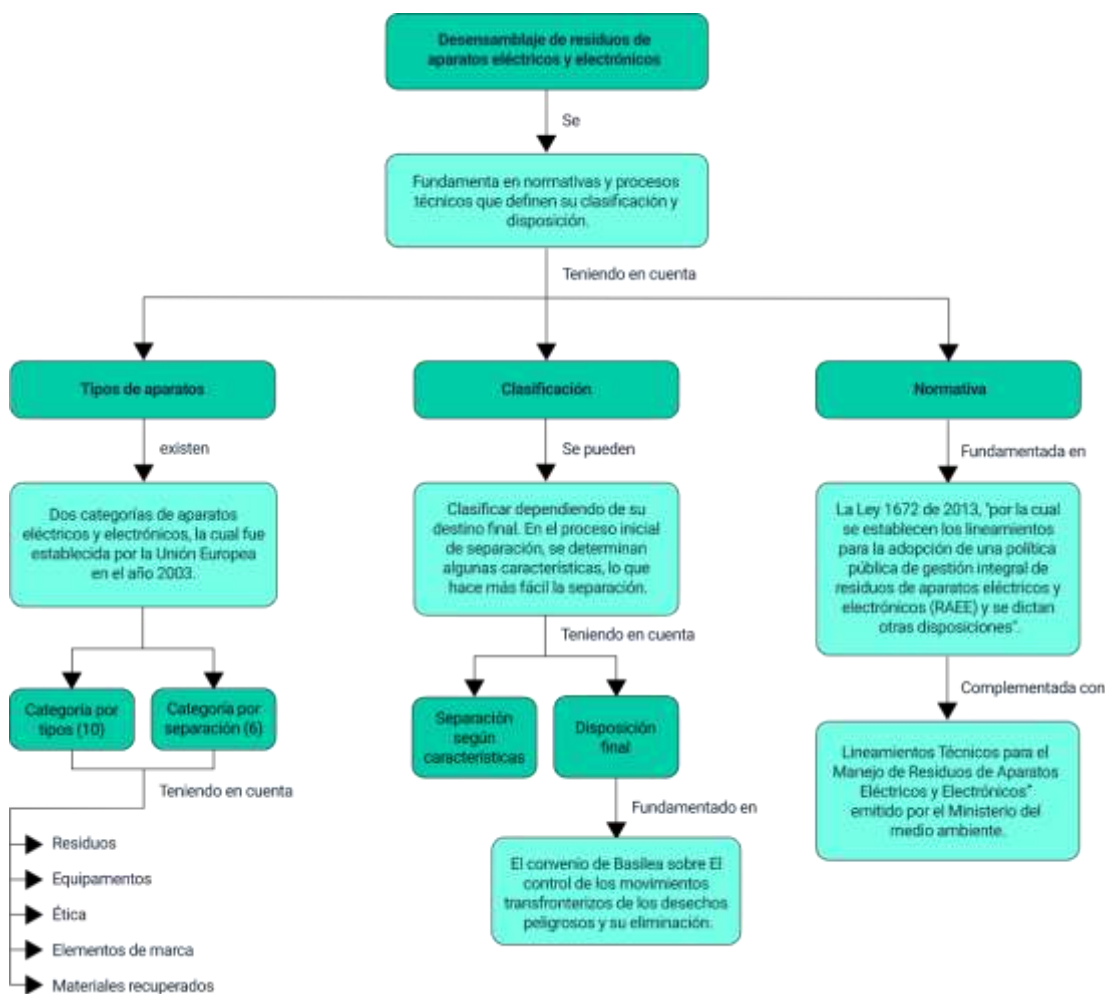 Desensamblaje de residuos de
aparatos eléctricos y electrónicos
Se
Fundamenta en normativas y procesos
técnicos que definen su clasificación y
disposición.
Teniendo en cuenta
Tipos de aparatos
existen
Dos categorías de aparatos
eléctricos y electrónicos, la cual fue
establecida por la Unión Europea
en el año 2003.
Categoría por
tipos (10)
Categoría por
separación (6)
Teniendo en cuenta
Residuos
Equipamentos
Ética
Elementos de marca
Materiales recuperados
Clasificación
Se pueden
Clasificar dependiendo de su
destino final. En el proceso inicial
de separación, se determinan
algunas características, lo que
hace más fácil la separación.
Teniendo en cuenta
Separación
según
características
Disposición
final
Fundamentado en
El convenio de Basilea sobre El
control de los movimientos
transfronterizos de los desechos
peligrosos y su eliminación.
Normativa
Fundamentada en
La Ley 1672 de 2013, "por la cual
se establecen los lineamientos
para la adopción de una política
pública de gestión integral de
residuos de aparatos eléctricos y
electrónicos (RAEE) y se dictan
otras disposiciones".
Complementada con
Lineamientos Técnicos para el
Manejo de Residuos de Aparatos
Eléctricos y Electrónicos"
emitido por el Ministerio del
medio ambiente.